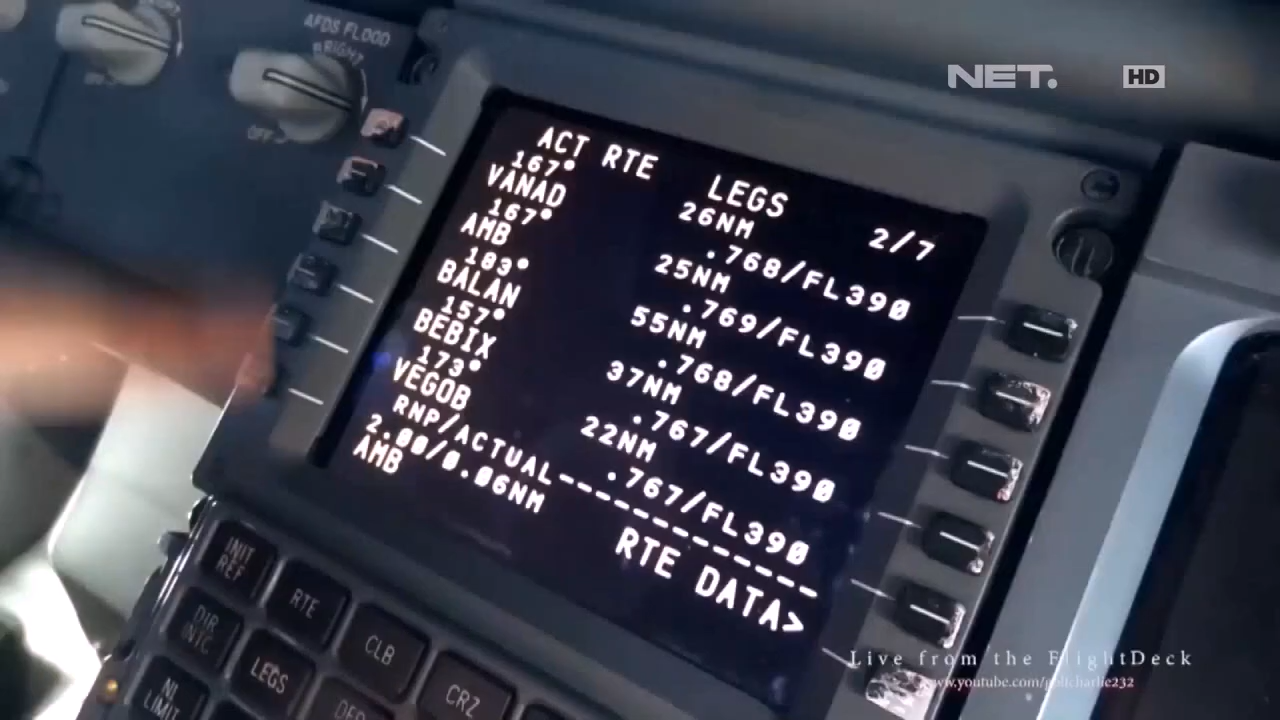 NET. HD
AFDS FLOOD
RIGHT
OFF
ACT RTE LEGS 2/7
167° 26NM
VANAD .768/FL390
167° 25NM
AMB .769/FL390
183° 55NM
BALAN .768/FL390
157° 37NM
BEBIX .767/FL390
173° 22NM
VEGOB .767/FL390
RNP/ACTUAL-----------
2.00/0.06NM RTE DATA>
AMB
INIT REF
RTE
CLB
CRZ
DIR INTC
LEGS
DEP
N1 LIMIT
Live from the FlightDeck